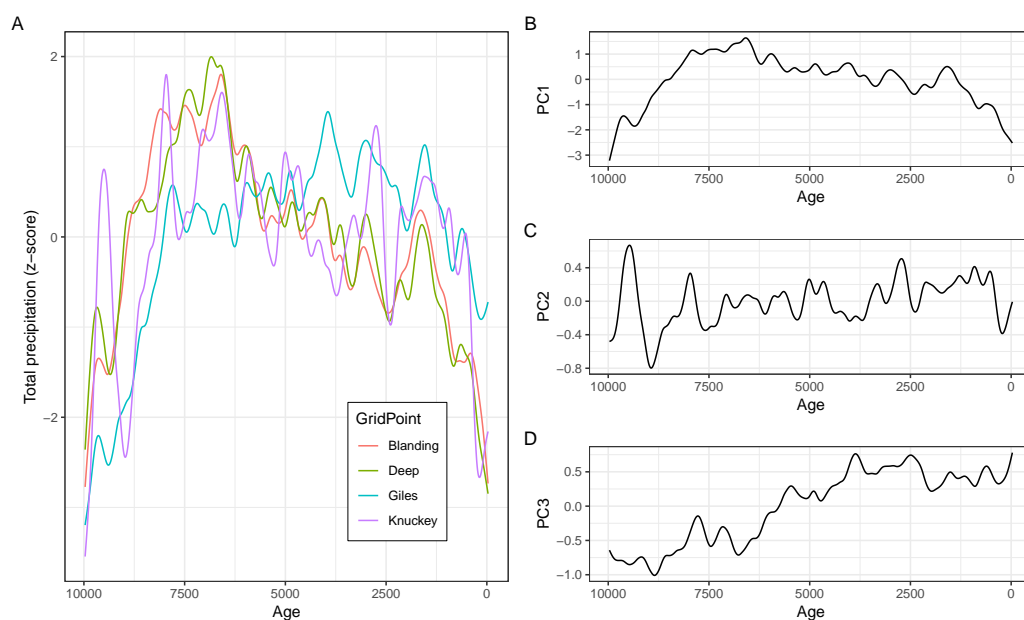 A
Total precipitation (z−score)
2
0
−2
10000 7500 5000 2500 0
Age
GridPoint
Blanding
Deep
Giles
Knuckey
B
PC1
1
0
−1
−2
−3
10000 7500 5000 2500 0
Age
C
PC2
0.4
0.0
−0.4
−0.8
10000 7500 5000 2500 0
Age
D
PC3
0.5
0.0
−0.5
−1.0
10000 7500 5000 2500 0
Age